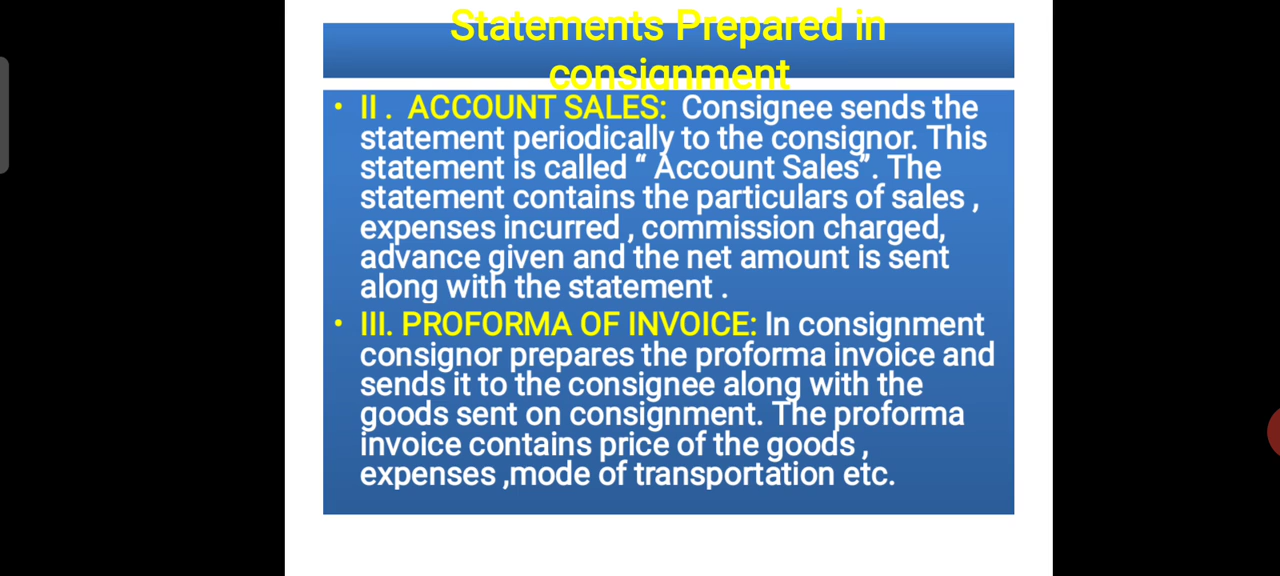 Statements Prepared in
consignment
• II . ACCOUNT SALES: Consignee sends the
statement periodically to the consignor. This
statement is called “ Account Sales”. The
statement contains the particulars of sales ,
expenses incurred , commission charged,
advance given and the net amount is sent
along with the statement .
• III. PROFORMA OF INVOICE: In consignment
consignor prepares the proforma invoice and
sends it to the consignee along with the
goods sent on consignment. The proforma
invoice contains price of the goods ,
expenses ,mode of transportation etc.